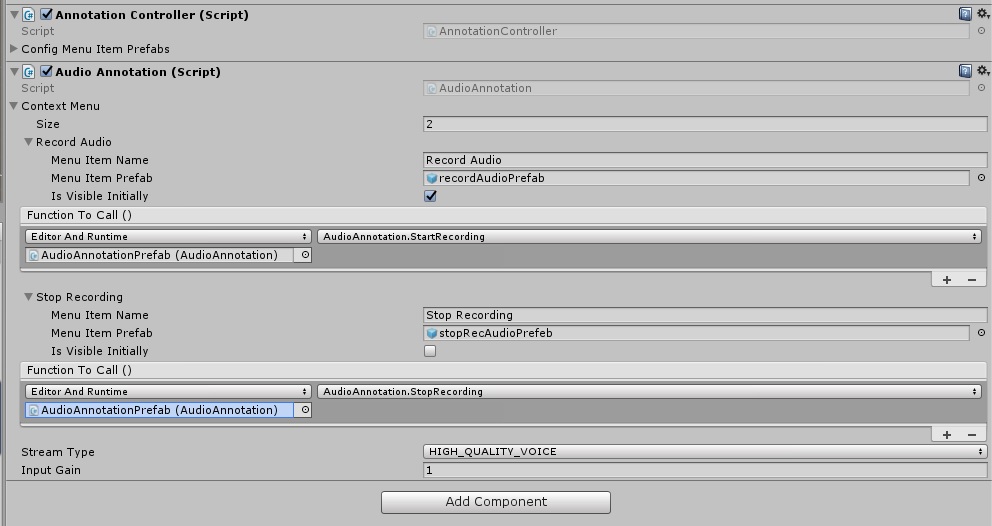 Annotation Controller (Script)
Script AnnotationController
Config Menu Item Prefabs
Audio Annotation (Script)
Script AudioAnnotation
Context Menu
Size 2
Record Audio
Menu Item Name Record Audio
Menu Item Prefab recordAudioPrefab
Is Visible Initially
Function To Call ()
Editor And Runtime AudioAnnotation.StartRecording
AudioAnnotationPrefab (AudioAnnotation)
Stop Recording
Menu Item Name Stop Recording
Menu Item Prefab stopRecAudioPrefeb
Is Visible Initially
Function To Call ()
Editor And Runtime AudioAnnotation.StopRecording
AudioAnnotationPrefab (AudioAnnotation)
Stream Type HIGH_QUALITY_VOICE
Input Gain 1
Add Component